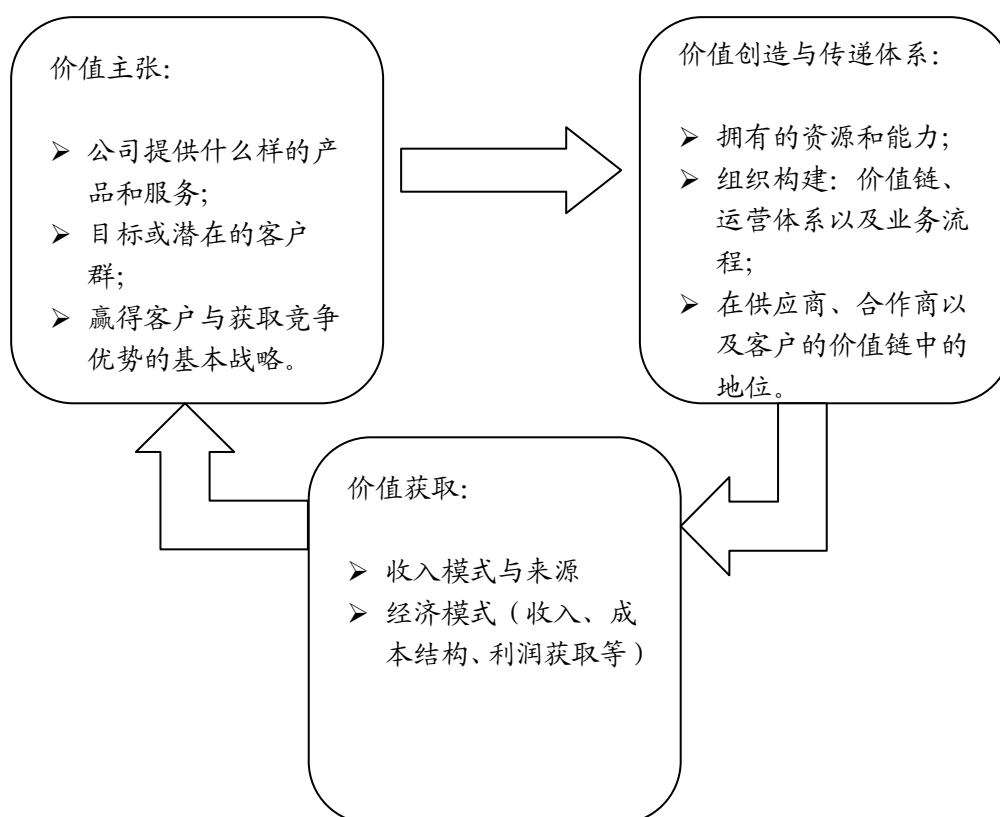 价值主张:
➢ 公司提供什么样的产
品和服务;
➢ 目标或潜在的客户
群;
➢ 赢得客户与获取竞争
优势的基本战略。
价值创造与传递体系:
➢ 拥有的资源和能力;
➢ 组织构建: 价值链、
运营体系以及业务流
程;
➢ 在供应商、合作商以
及客户的价值链中的
地位。
价值获取:
➢ 收入模式与来源
➢ 经济模式（收入、成
本结构、利润获取等）